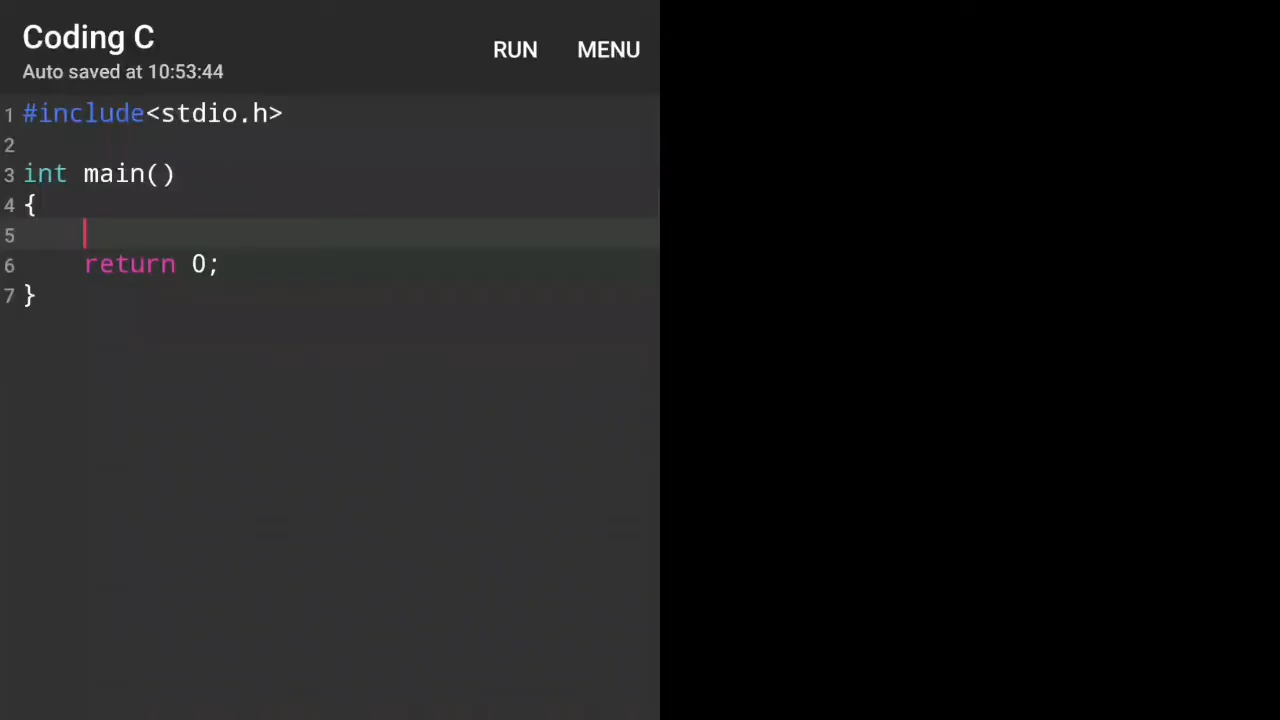 Coding C
RUN MENU
Auto saved at 10:53:44
1 #include<stdio.h>
2
3 int main()
4 {
5
6     return 0;
7 }